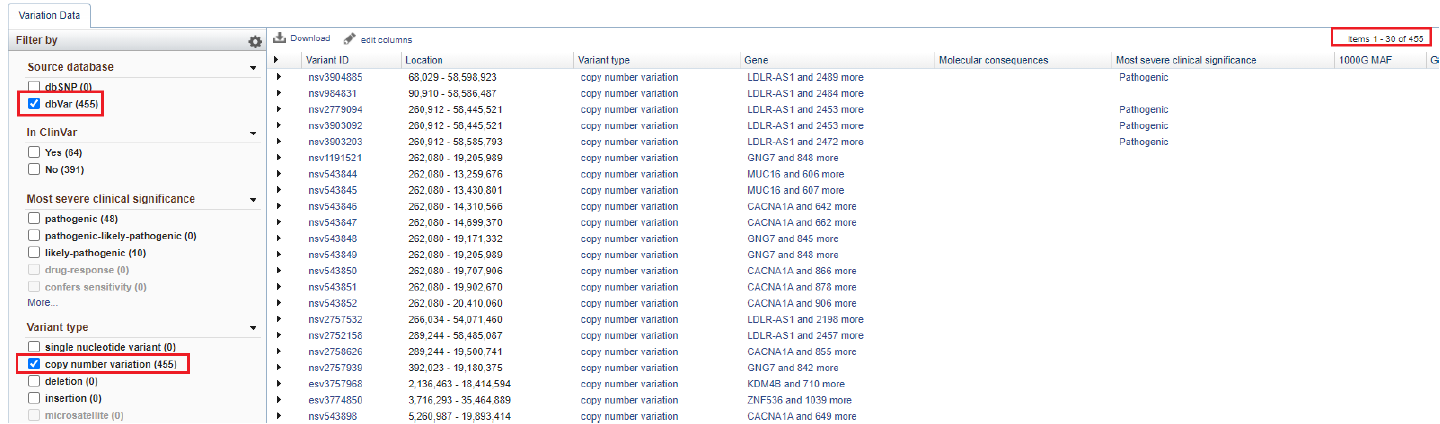 Variation Data
Filter by
Source database
dbSNP (0)
dbVar (455)
In ClinVar
Yes (64)
No (391)
Most severe clinical significance
pathogenic (48)
pathogenic-likely-pathogenic (0)
likely-pathogenic (10)
drug-response (0)
confers sensitivity (0)
More...
Variant type
single nucleotide variant (0)
copy number variation (455)
deletion (0)
insertion (0)
microsatellite (0)
Download edit columns Items 1 - 30 of 455
Variant ID Location Variant type Gene Molecular consequences Most severe clinical significance 1000G MAF
nsv3904885 68,029 - 58,598,923 copy number variation LDLR-AS1 and 2489 more Pathogenic
nsv984831 90,910 - 58,586,487 copy number variation LDLR-AS1 and 2484 more
nsv2779094 260,912 - 58,445,521 copy number variation LDLR-AS1 and 2453 more Pathogenic
nsv3903092 260,912 - 58,445,521 copy number variation LDLR-AS1 and 2453 more Pathogenic
nsv3903203 260,912 - 58,585,793 copy number variation LDLR-AS1 and 2472 more Pathogenic
nsv1191521 262,080 - 19,205,989 copy number variation GNG7 and 848 more
nsv543844 262,080 - 13,259,676 copy number variation MUC16 and 606 more
nsv543845 262,080 - 13,430,801 copy number variation MUC16 and 607 more
nsv543846 262,080 - 14,310,566 copy number variation CACNA1A and 642 more
nsv543847 262,080 - 14,699,370 copy number variation CACNA1A and 662 more
nsv543848 262,080 - 19,171,332 copy number variation GNG7 and 845 more
nsv543849 262,080 - 19,205,989 copy number variation GNG7 and 848 more
nsv543850 262,080 - 19,707,906 copy number variation CACNA1A and 866 more
nsv543851 262,080 - 19,902,670 copy number variation CACNA1A and 878 more
nsv543852 262,080 - 20,410,060 copy number variation CACNA1A and 906 more
nsv2757532 266,034 - 54,071,460 copy number variation LDLR-AS1 and 2198 more
nsv2752158 289,244 - 58,485,087 copy number variation LDLR-AS1 and 2457 more
nsv2758626 289,244 - 19,500,741 copy number variation CACNA1A and 855 more
nsv2757939 392,023 - 19,180,375 copy number variation GNG7 and 842 more
esv3757968 2,136,463 - 18,414,594 copy number variation KDM4B and 710 more
esv3774850 3,716,293 - 35,464,889 copy number variation ZNF536 and 1039 more
nsv543898 5,260,987 - 19,893,414 copy number variation CACNA1A and 649 more